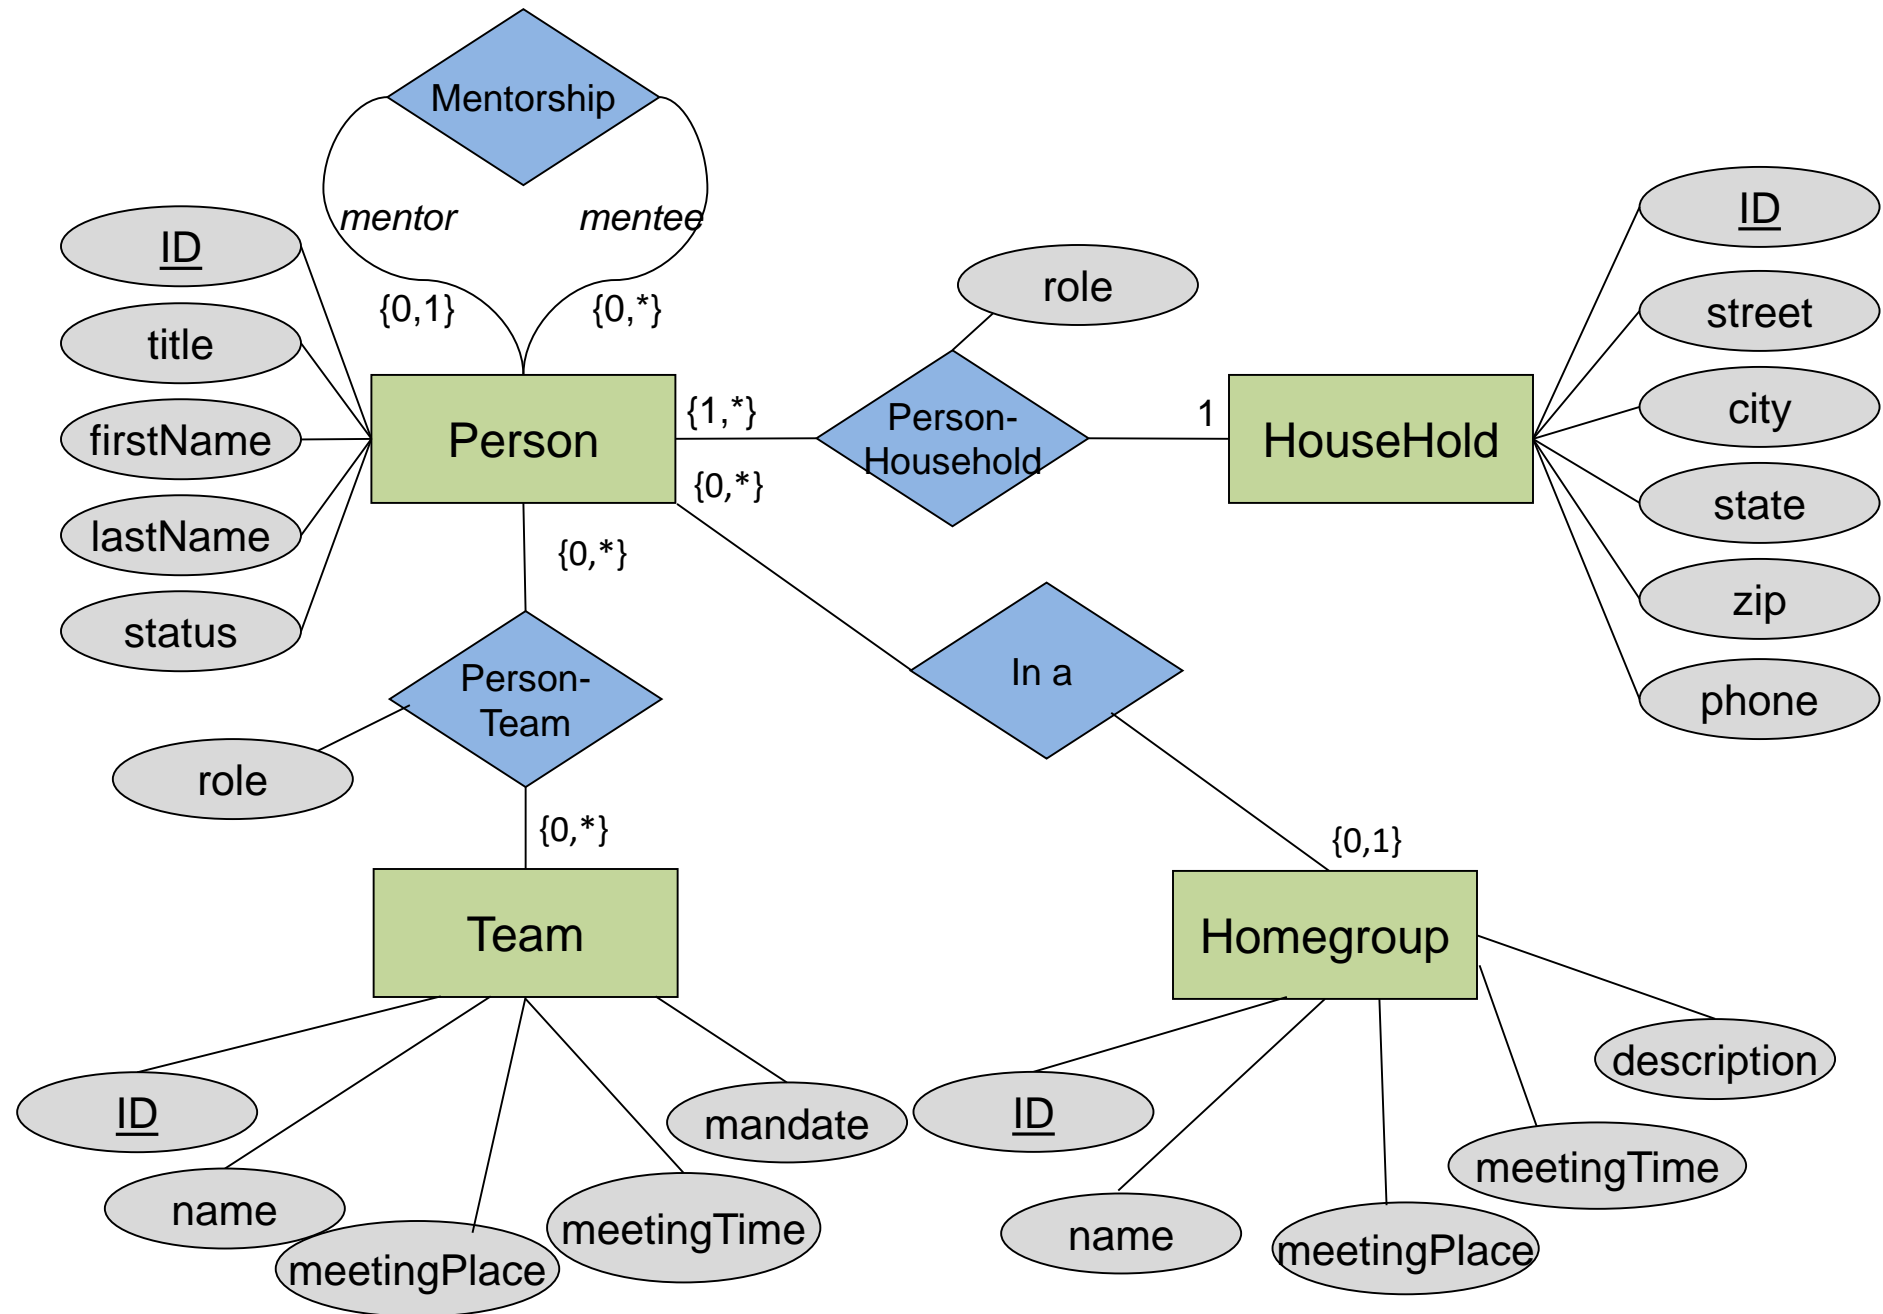 Mentorship
mentor
mentee
{0,1}
{0,*}
ID
title
firstName
lastName
status
Person
{1,*}
{0,*}
{0,*}
role
Person-
Household
1
HouseHold
ID
street
city
state
zip
phone
Person-
Team
role
{0,*}
In a
{0,1}
Team
ID
name
meetingPlace
meetingTime
mandate
Homegroup
ID
name
meetingPlace
meetingTime
description